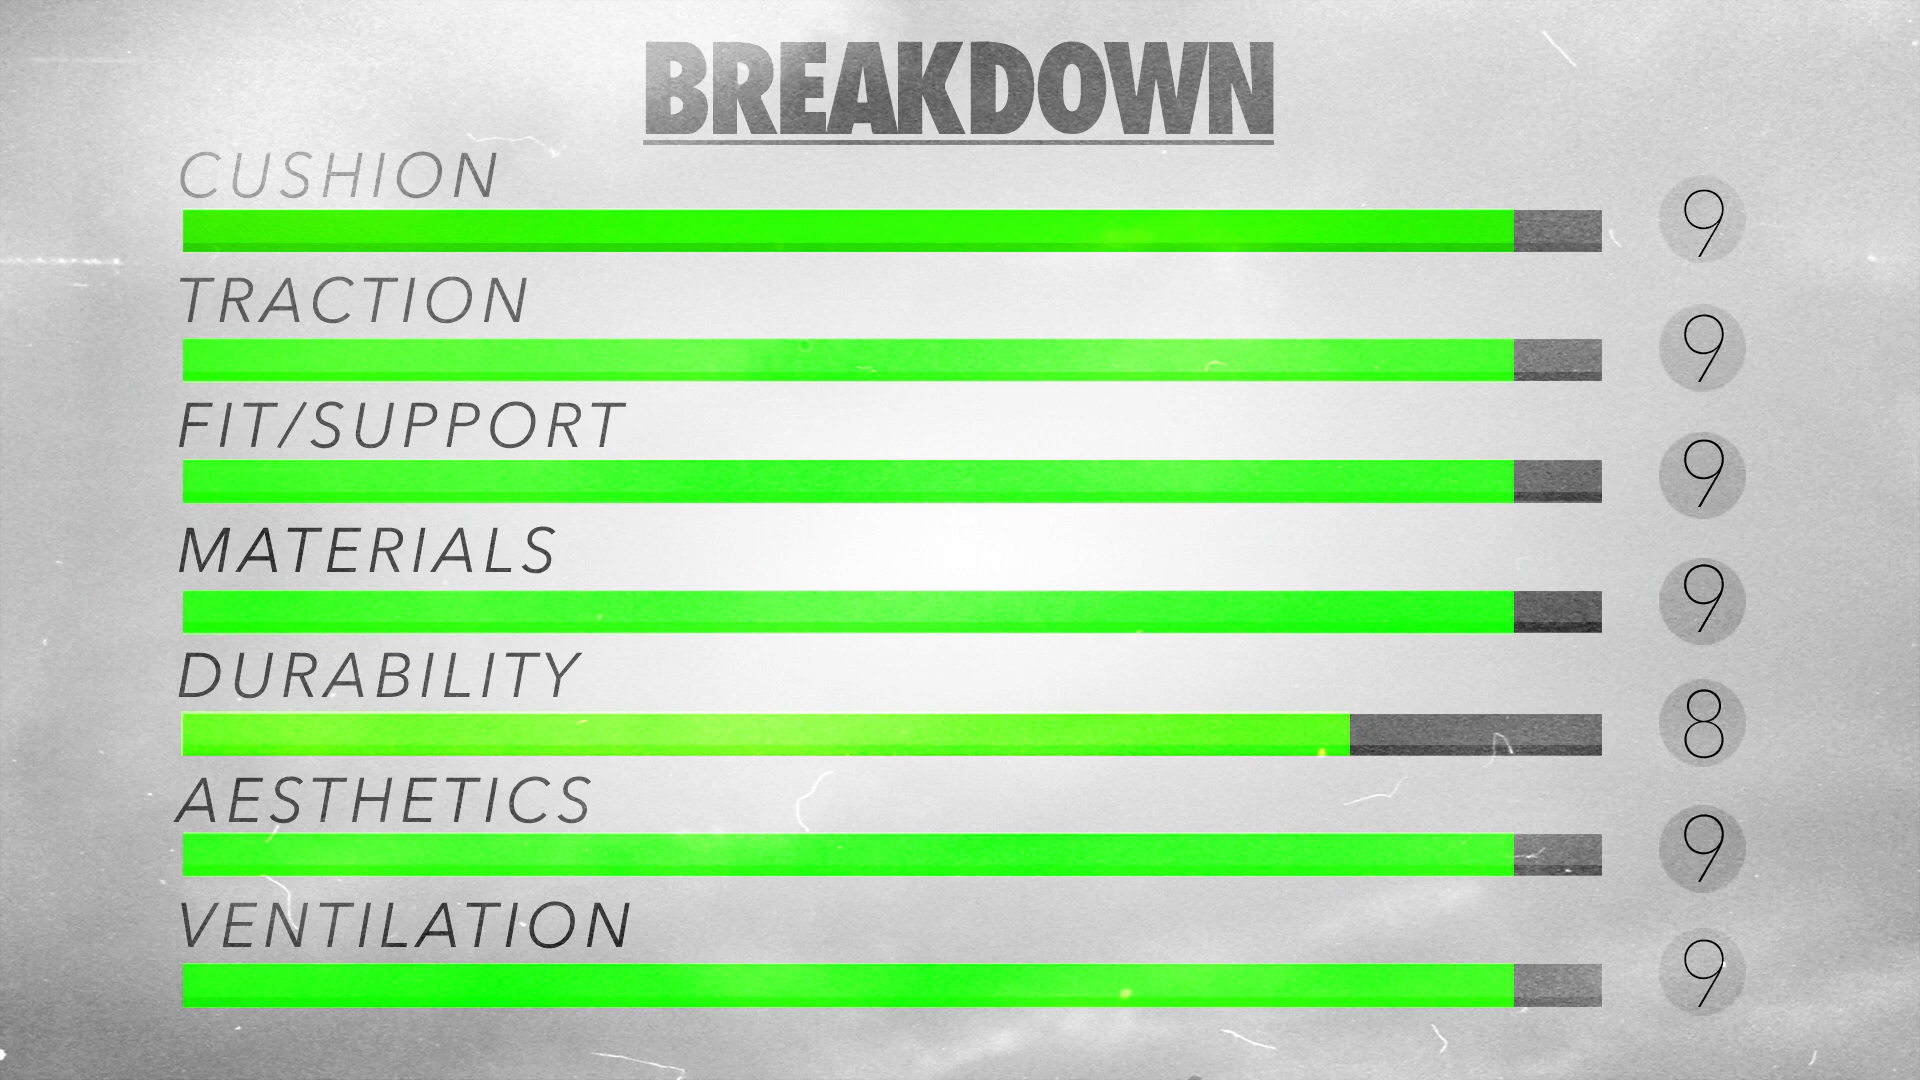 BREAKDOWN
CUSHION
9
TRACTION
9
FIT/SUPPORT
9
MATERIALS
9
DURABILITY
8
AESTHETICS
9
VENTILATION
9